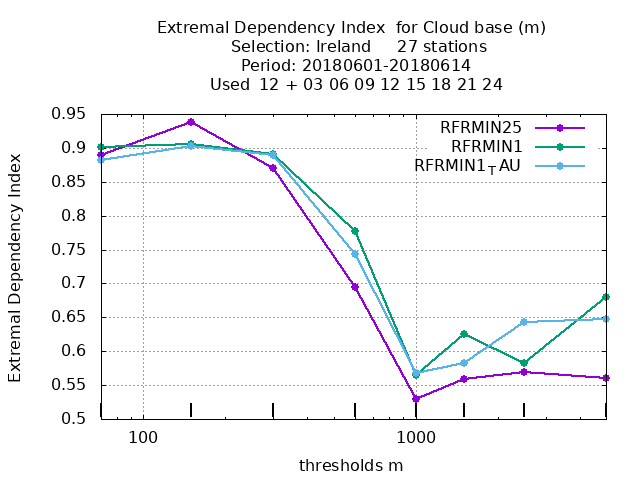 Extremal Dependency Index  for Cloud base (m)
Selection: Ireland     27 stations
Period: 20180601-20180614
Used  12 + 03 06 09 12 15 18 21 24
RFRMIN25
RFRMIN1
RFRMIN1TAU
Extremal Dependency Index
0.95
0.9
0.85
0.8
0.75
0.7
0.65
0.6
0.55
0.5
100
1000
thresholds m